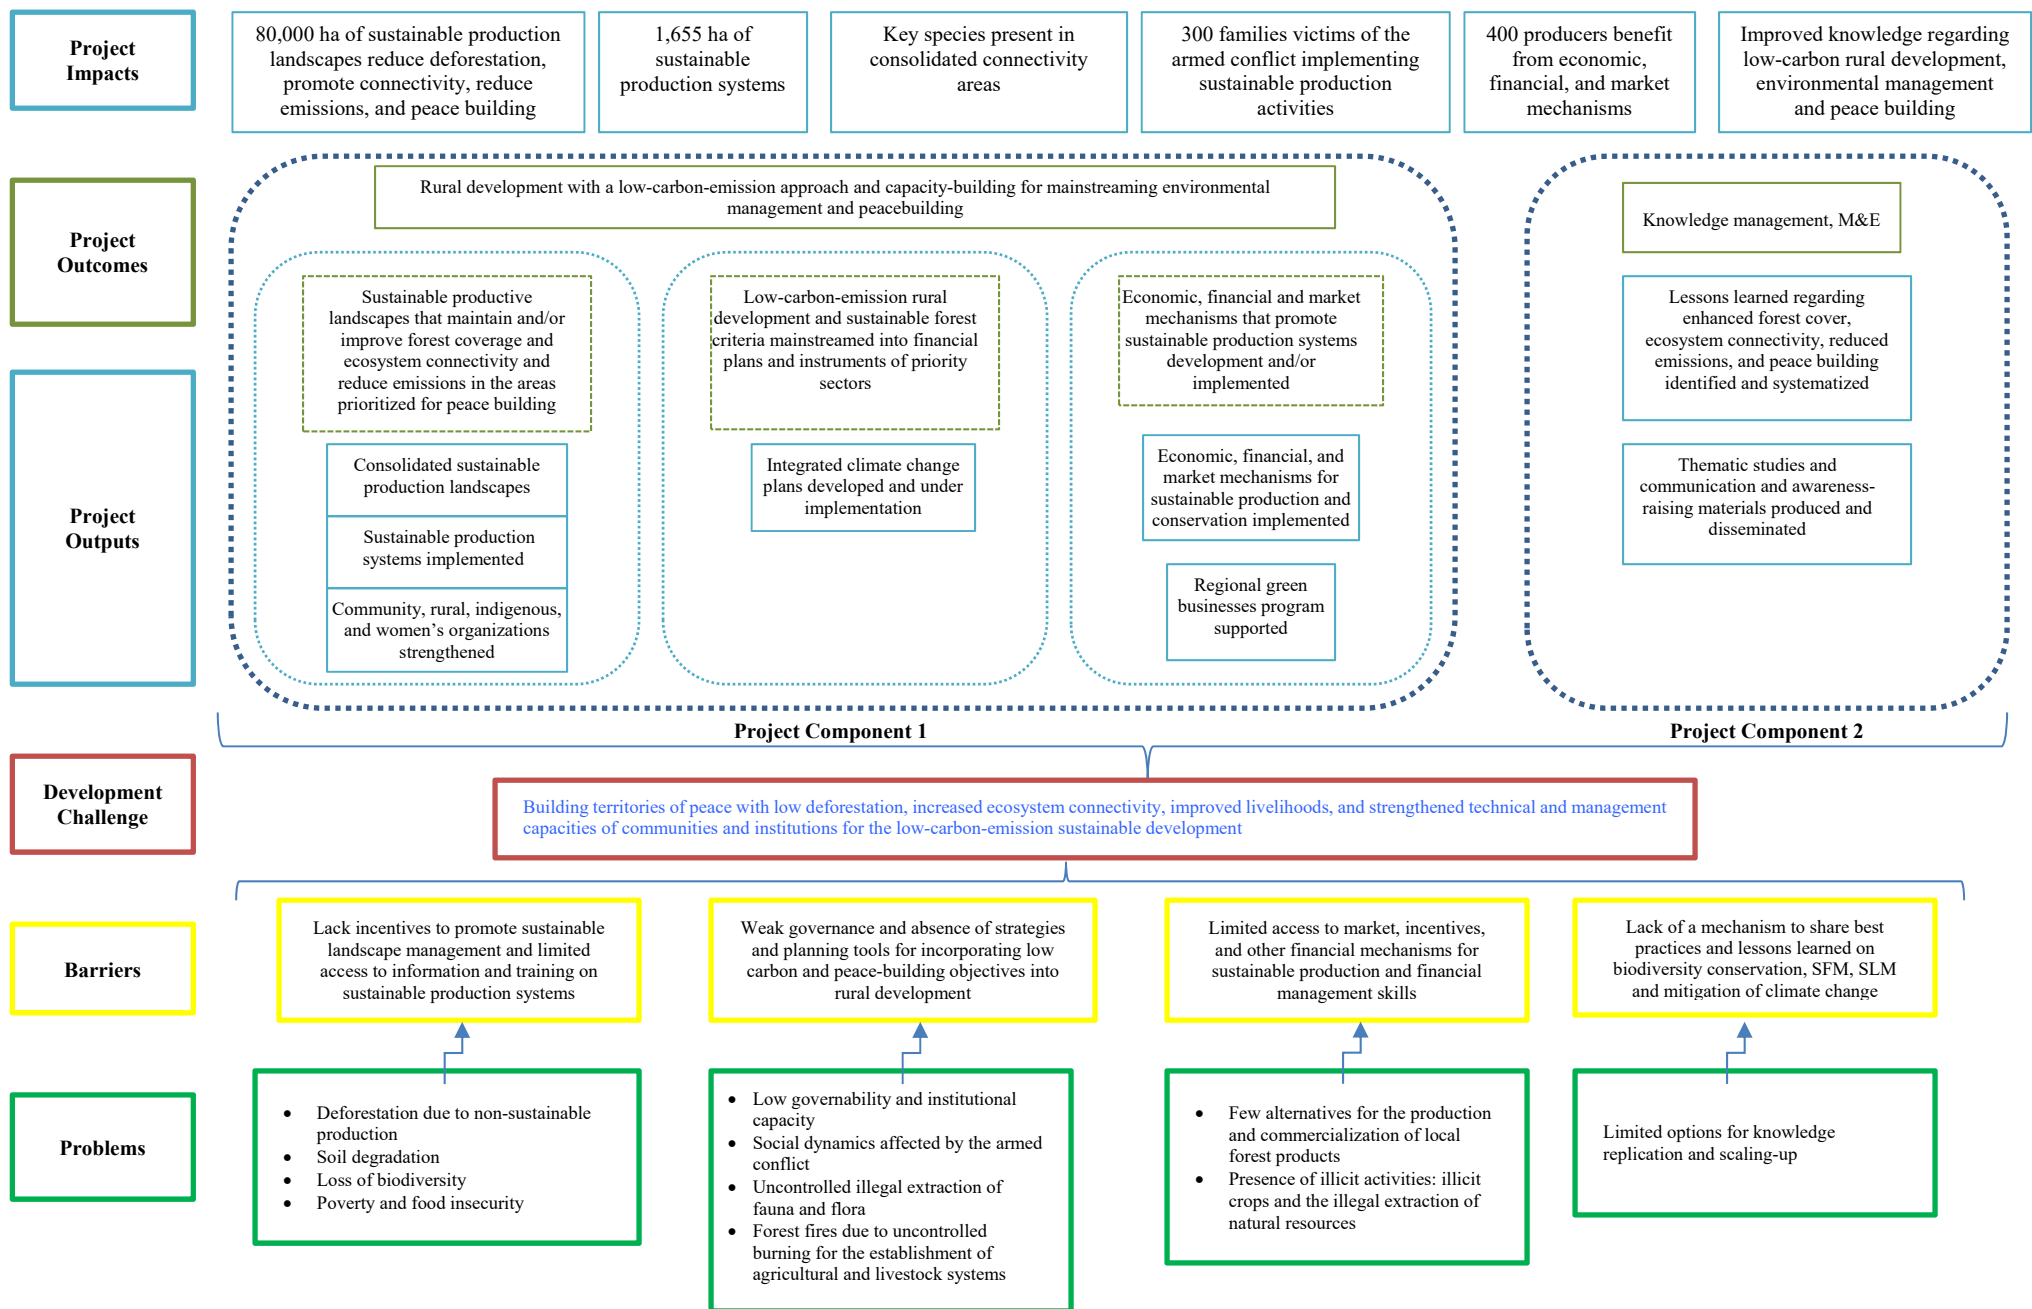 Project
Impacts
80,000 ha of sustainable production
landscapes reduce deforestation,
promote connectivity, reduce
emissions, and peace building
1,655 ha of
sustainable
production systems
Key species present in
consolidated connectivity
areas
300 families victims of the
armed conflict implementing
sustainable production
activities
400 producers benefit
from economic,
financial, and market
mechanisms
Improved knowledge regarding
low-carbon rural development,
environmental management
and peace building
Project
Outcomes
Rural development with a low-carbon-emission approach and capacity-building for mainstreaming environmental
management and peacebuilding
Knowledge management, M&E
Sustainable productive
landscapes that maintain and/or
improve forest coverage and
ecosystem connectivity and
reduce emissions in the areas
prioritized for peace building
Low-carbon-emission rural
development and sustainable forest
criteria mainstreamed into financial
plans and instruments of priority
sectors
Economic, financial and market
mechanisms that promote
sustainable production systems
development and/or
implemented
Lessons learned regarding
enhanced forest cover,
ecosystem connectivity, reduced
emissions, and peace building
identified and systematized
Project
Outputs
Consolidated sustainable
production landscapes
Sustainable production
systems implemented
Community, rural, indigenous,
and women’s organizations
strengthened
Integrated climate change
plans developed and under
implementation
Economic, financial, and
market mechanisms for
sustainable production and
conservation implemented
Regional green
businesses program
supported
Thematic studies and
communication and awareness-
raising materials produced and
disseminated
Project Component 1
Project Component 2
Development
Challenge
Building territories of peace with low deforestation, increased ecosystem connectivity, improved livelihoods, and strengthened technical and management
capacities of communities and institutions for the low-carbon-emission sustainable development
Barriers
Lack incentives to promote sustainable
landscape management and limited
access to information and training on
sustainable production systems
Weak governance and absence of strategies
and planning tools for incorporating low
carbon and peace-building objectives into
rural development
Limited access to market, incentives,
and other financial mechanisms for
sustainable production and financial
management skills
Lack of a mechanism to share best
practices and lessons learned on
biodiversity conservation, SFM, SLM
and mitigation of climate change
Problems
• Deforestation due to non-sustainable
production
• Soil degradation
• Loss of biodiversity
• Poverty and food insecurity
• Low governability and institutional
capacity
• Social dynamics affected by the armed
conflict
• Uncontrolled illegal extraction of
fauna and flora
• Forest fires due to uncontrolled
burning for the establishment of
agricultural and livestock systems
• Few alternatives for the production
and commercialization of local
forest products
• Presence of illicit activities: illicit
crops and the illegal extraction of
natural resources
Limited options for knowledge
replication and scaling-up